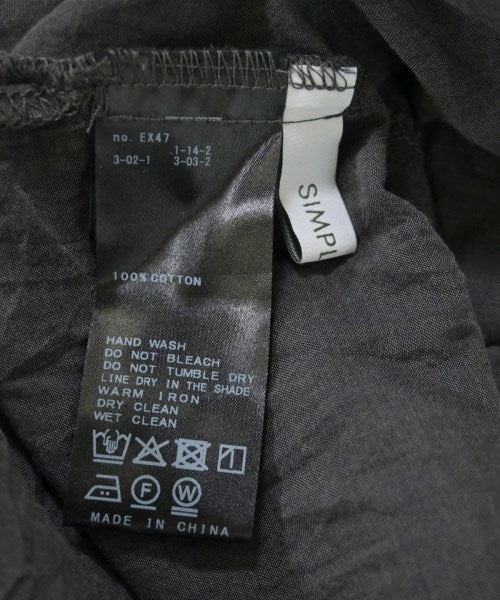 no. EX47
1-14-2
3-02-1 3-03-2
100% COTTON
HAND WASH
DO NOT BLEACH
DO NOT TUMBLE DRY
LINE DRY IN THE SHADE
WARM IRON
DRY CLEAN
WET CLEAN
F W
MADE IN CHINA
SIMPL